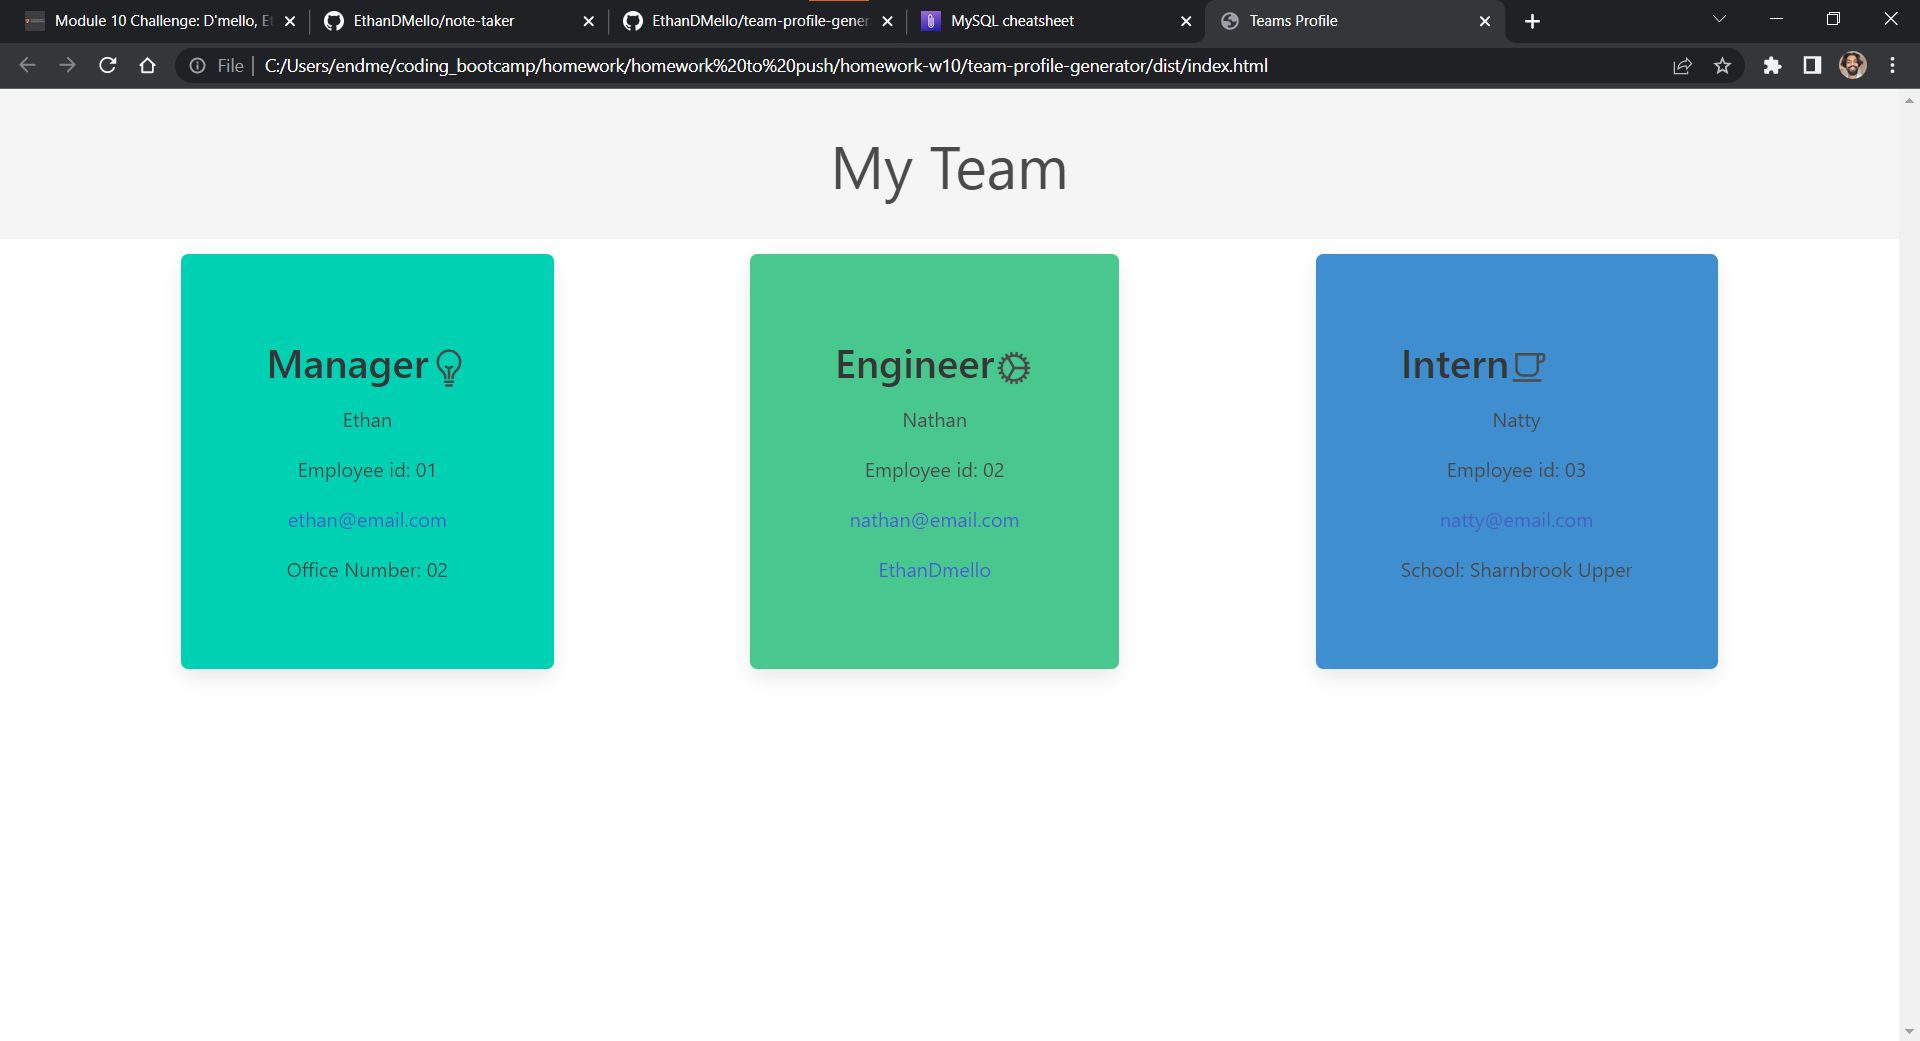 Module 10 Challenge: D'mello, Et
EthanDMello/note-taker
EthanDMello/team-profile-gener
MySQL cheatsheet
Teams Profile
File
C:/Users/endme/coding_bootcamp/homework/homework%20to%20push/homework-w10/team-profile-generator/dist/index.html
My Team
Manager
Ethan
Employee id: 01
ethan@email.com
Office Number: 02
Engineer
Nathan
Employee id: 02
nathan@email.com
EthanDmello
Intern
Natty
Employee id: 03
natty@email.com
School: Sharnbrook Upper